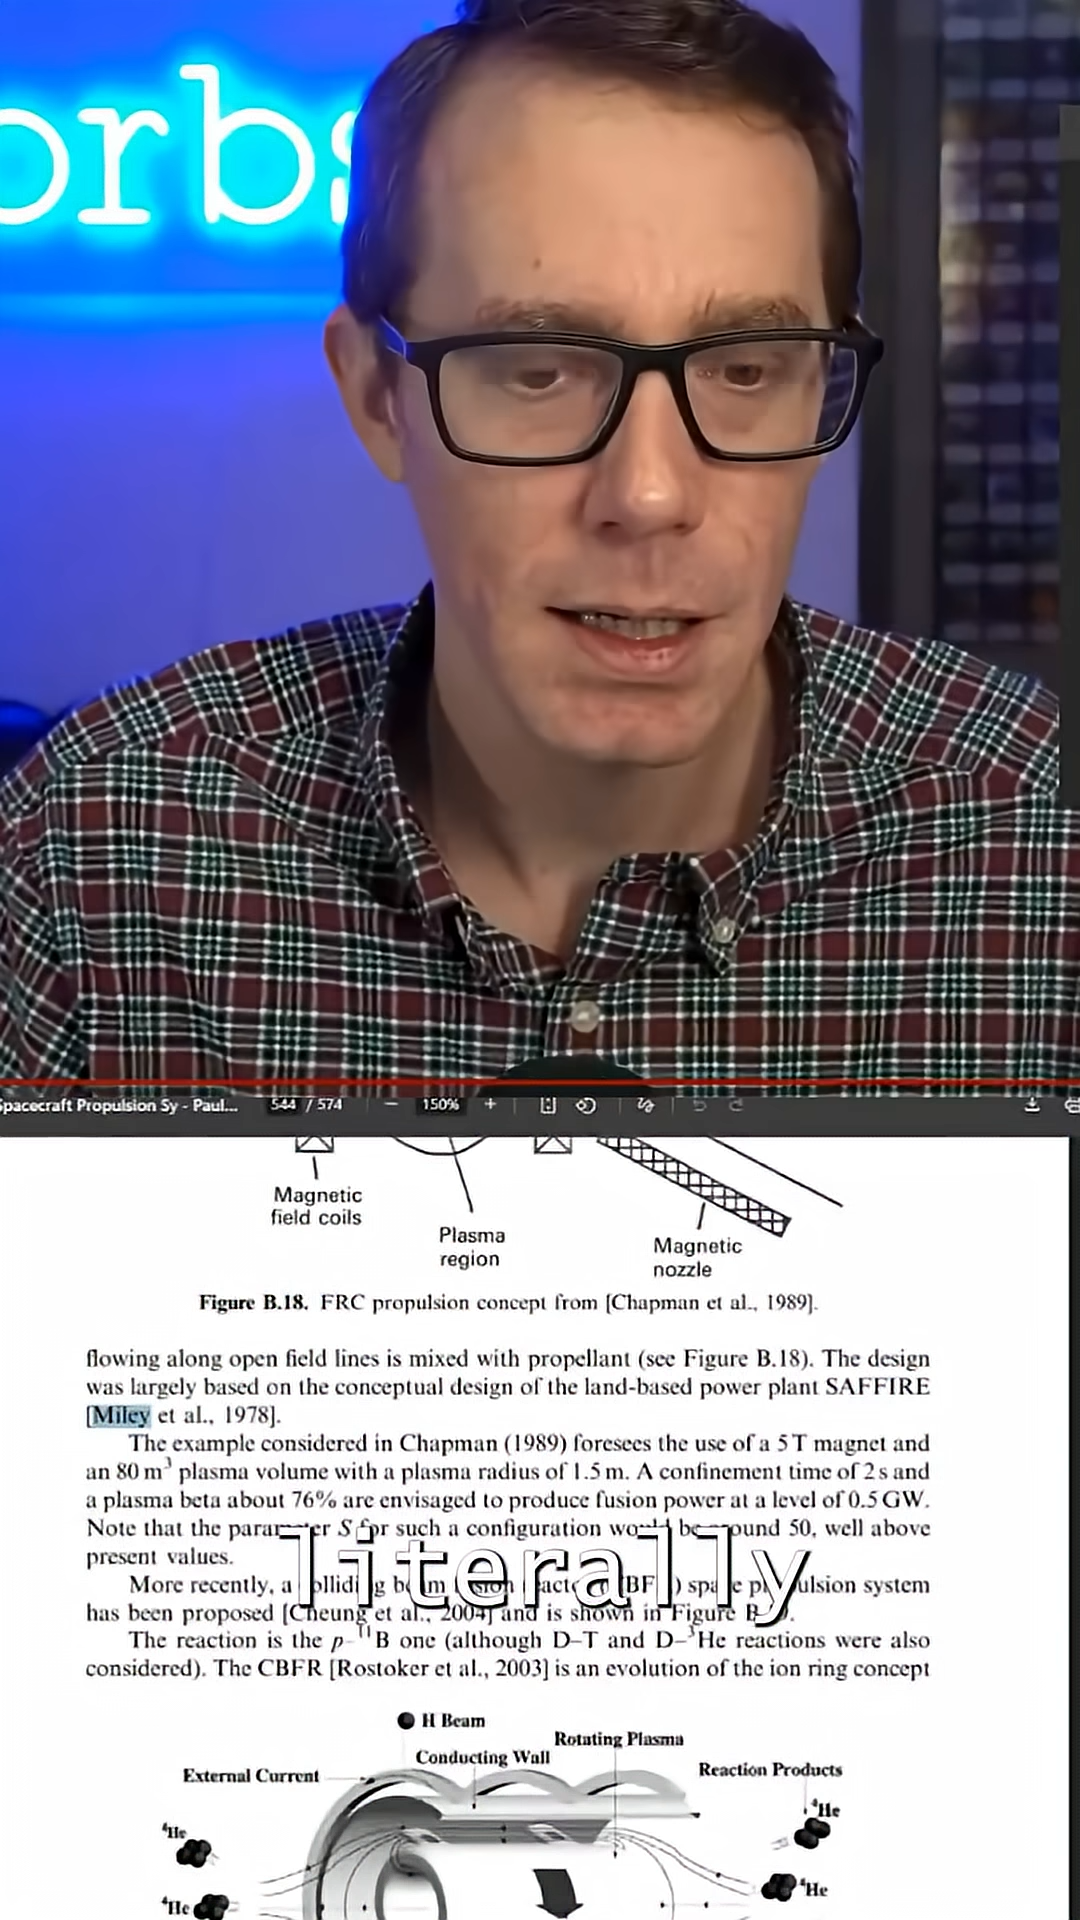 orbs
Spacecraft Propulsion Sy - Paul...
544 / 574
150%
Magnetic
field coils
Plasma
region
Magnetic
nozzle
Figure B.18. FRC propulsion concept from [Chapman et al., 1989].
flowing along open field lines is mixed with propellant (see Figure B.18). The design
was largely based on the conceptual design of the land-based power plant SAFFIRE
[Miley et al., 1978].
The example considered in Chapman (1989) foresees the use of a 5 T magnet and
an 80 m³ plasma volume with a plasma radius of 1.5 m. A confinement time of 2 s and
a plasma beta about 76% are envisaged to produce fusion power at a level of 0.5 GW.
Note that the parameter S for such a configuration would be around 50, well above
present values.
literally
More recently, a colliding beam fusion reactor (CBFR) space propulsion system
has been proposed [Cheung et al., 2004] and is shown in Figure B.
The reaction is the p–¹¹B one (although D–T and D–³He reactions were also
considered). The CBFR [Rostoker et al., 2003] is an evolution of the ion ring concept
H Beam
Rotating Plasma
Conducting Wall
External Current
Reaction Products
⁴He
⁴He
⁴He
⁴He